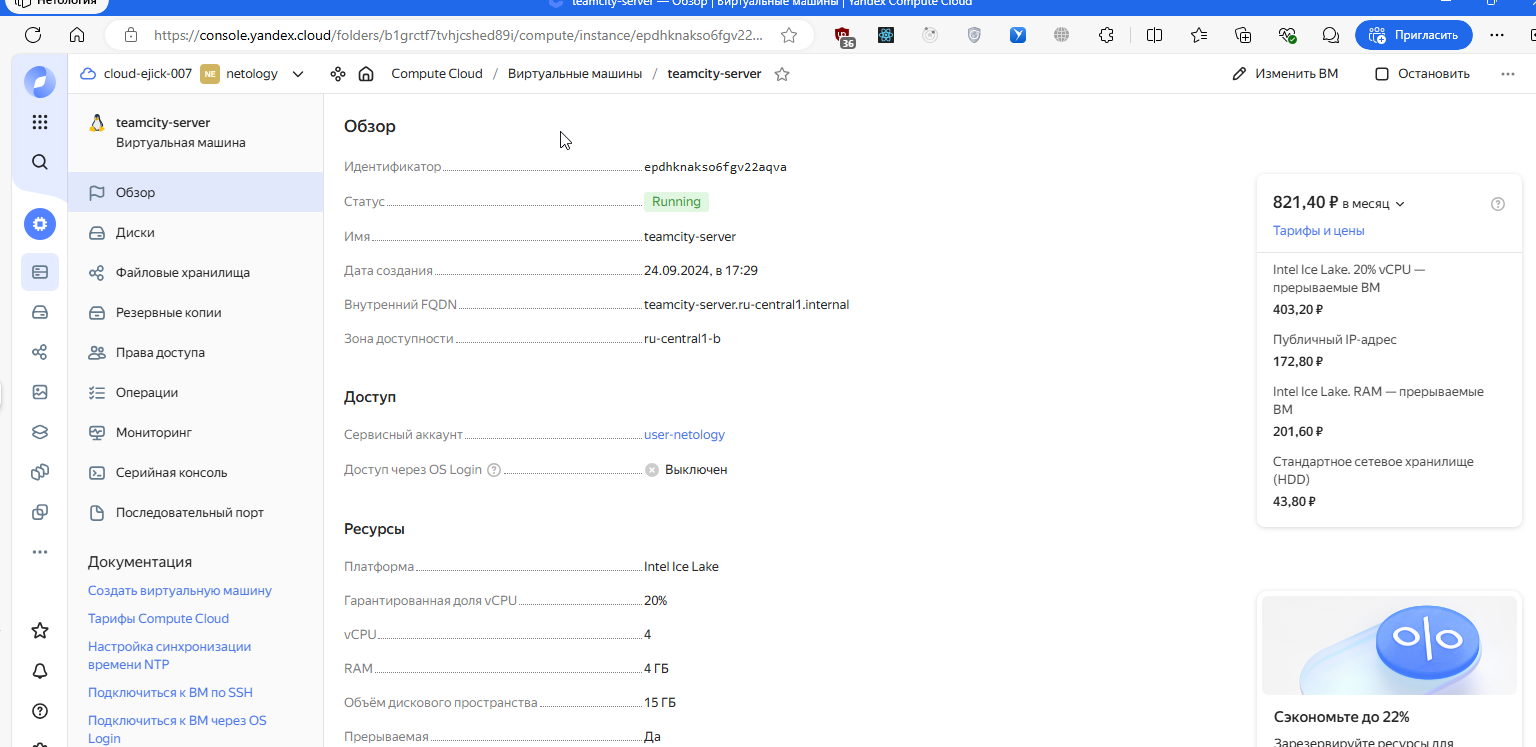 Нетология
teamcity-server — Обзор | Виртуальные машины | Yandex Compute Cloud
https://console.yandex.cloud/folders/b1grctf7tvhjcshed89i/compute/instance/epdhknakso6fgv22...
36
Пригласить
cloud-ejick-007 NE netology
Compute Cloud / Виртуальные машины / teamcity-server
Изменить ВМ
Остановить
teamcity-server
Виртуальная машина
Обзор
Диски
Файловые хранилища
Резервные копии
Права доступа
Операции
Мониторинг
Серийная консоль
Последовательный порт
Документация
Создать виртуальную машину
Тарифы Compute Cloud
Настройка синхронизации
времени NTP
Подключиться к ВМ по SSH
Подключиться к ВМ через OS
Login
Обзор
Идентификатор epdhknakso6fgv22aqva
Статус Running
Имя teamcity-server
Дата создания 24.09.2024, в 17:29
Внутренний FQDN teamcity-server.ru-central1.internal
Зона доступности ru-central1-b
Доступ
Сервисный аккаунт user-netology
Доступ через OS Login Выключен
Ресурсы
Платформа Intel Ice Lake
Гарантированная доля vCPU 20%
vCPU 4
RAM 4 ГБ
Объём дискового пространства 15 ГБ
Прерываемая Да
821,40 ₽ в месяц
Тарифы и цены
Intel Ice Lake. 20% vCPU —
прерываемые ВМ
403,20 ₽
Публичный IP-адрес
172,80 ₽
Intel Ice Lake. RAM — прерываемые
ВМ
201,60 ₽
Стандартное сетевое хранилище
(HDD)
43,80 ₽
%
Сэкономьте до 22%
Зарезервируйте ресурсы для